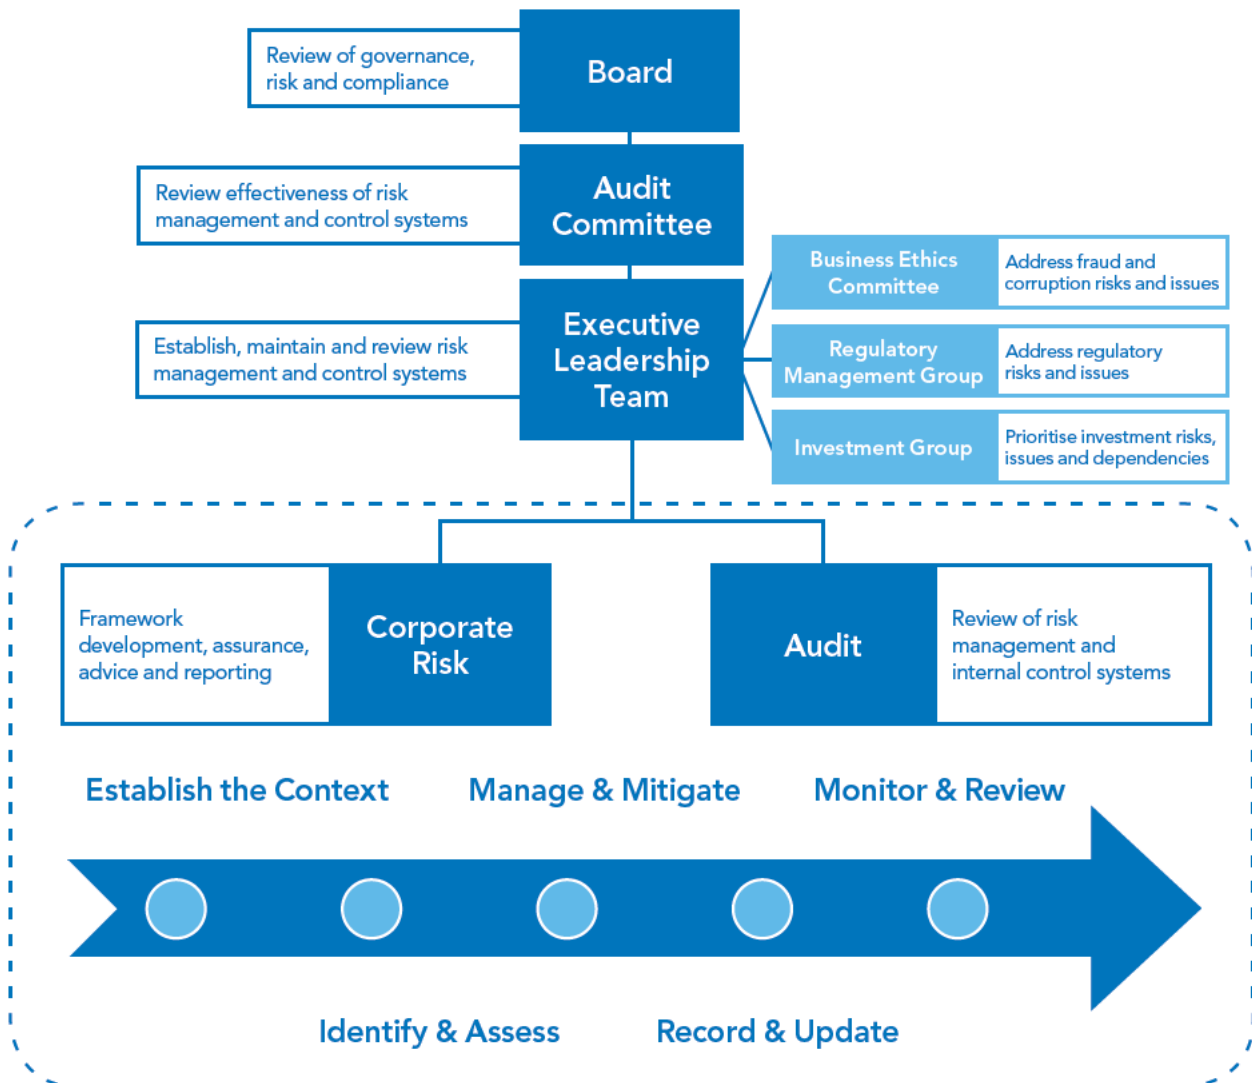 Review of governance,
risk and compliance
Board
Review effectiveness of risk
management and control systems
Audit
Committee
Business Ethics
Committee
Address fraud and
corruption risks and issues
Establish, maintain and review risk
management and control systems
Executive
Leadership
Team
Regulatory
Management Group
Address regulatory
risks and issues
Investment Group
Prioritise investment risks,
issues and dependencies
Framework
development, assurance,
advice and reporting
Corporate
Risk
Audit
Review of risk
management and
internal control systems
Establish the Context
Manage & Mitigate
Monitor & Review
Identify & Assess
Record & Update